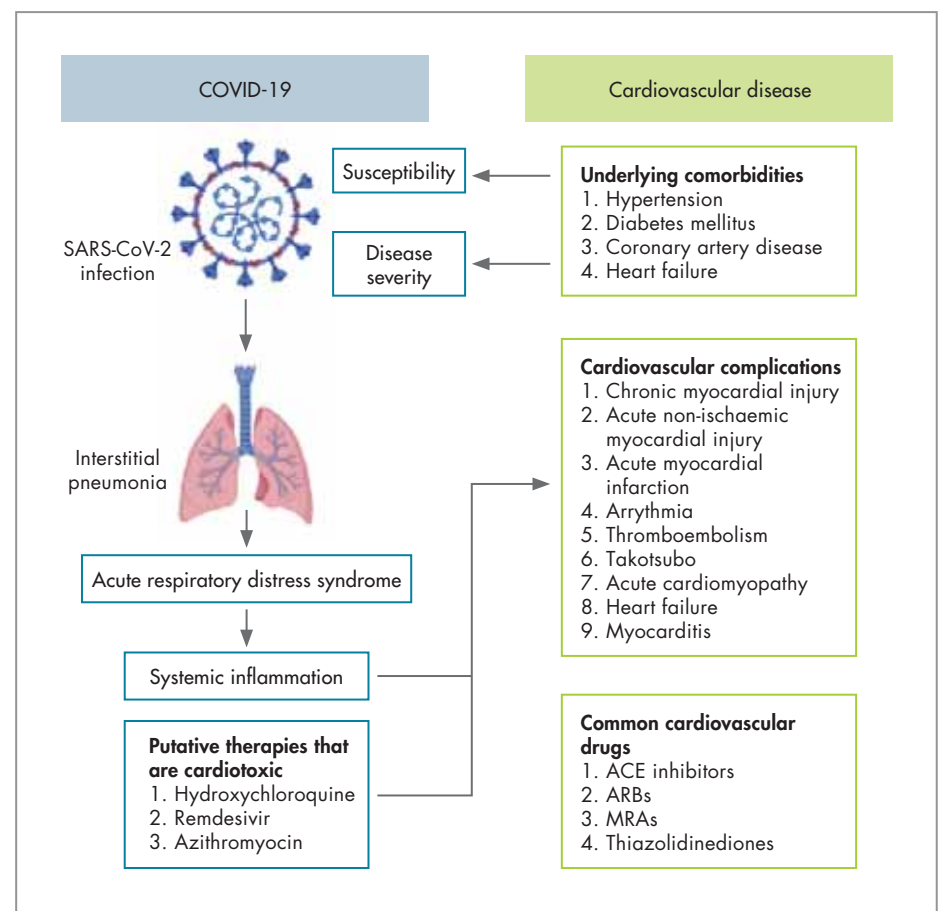 COVID-19
Cardiovascular disease
SARS-CoV-2
infection
Susceptibility
Disease
severity
Underlying comorbidities
1. Hypertension
2. Diabetes mellitus
3. Coronary artery disease
4. Heart failure
Interstitial
pneumonia
Acute respiratory distress syndrome
Systemic inflammation
Putative therapies that
are cardiotoxic
1. Hydroxychloroquine
2. Remdesivir
3. Azithromyocin
Cardiovascular complications
1. Chronic myocardial injury
2. Acute non-ischaemic
myocardial injury
3. Acute myocardial
infarction
4. Arrythmia
5. Thromboembolism
6. Takotsubo
7. Acute cardiomyopathy
8. Heart failure
9. Myocarditis
Common cardiovascular
drugs
1. ACE inhibitors
2. ARBs
3. MRAs
4. Thiazolidinediones